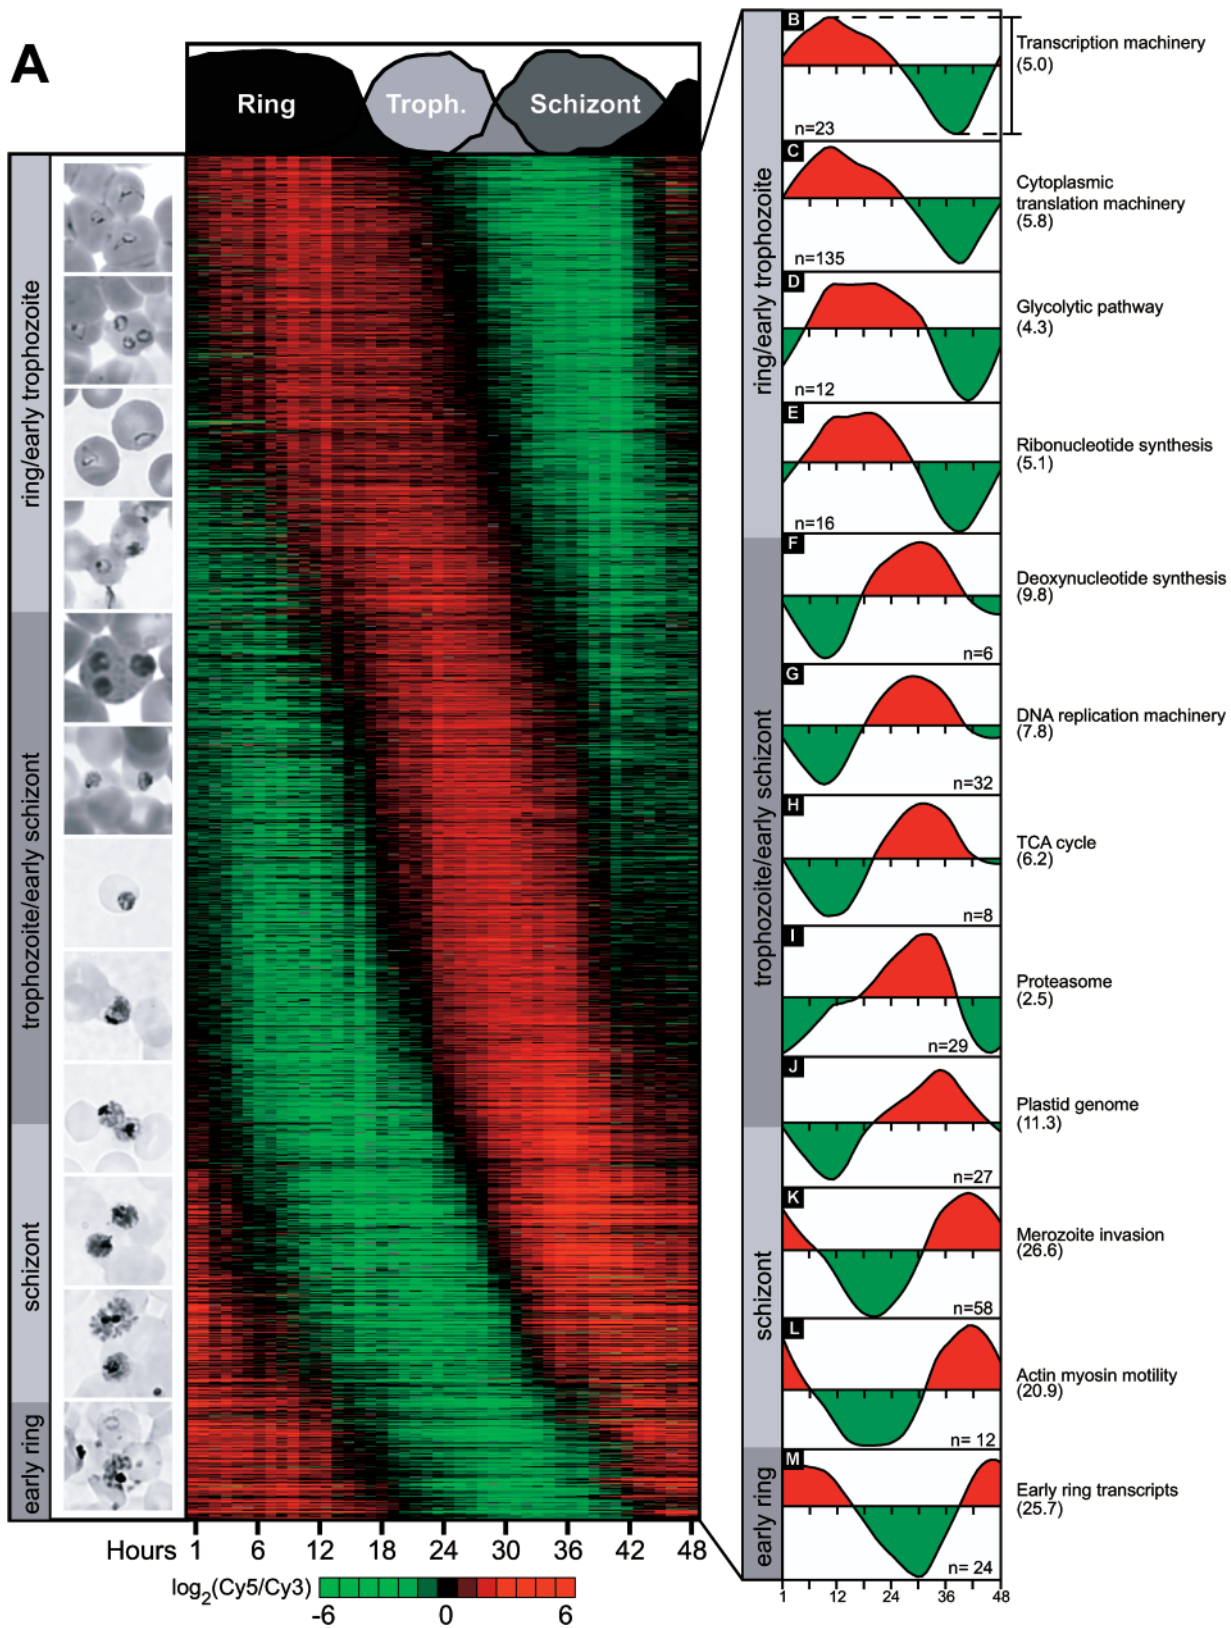 A
Ring
Troph.
Schizont
ring/early trophozoite
trophozoite/early schizont
schizont
early ring
Hours 1 6 12 18 24 30 36 42 48
log2(Cy5/Cy3)
-6 0 6
ring/early trophozoite
trophozoite/early schizont
schizont
early ring
B
n=23
Transcription machinery
(5.0)
C
n=135
Cytoplasmic
translation machinery
(5.8)
D
n=12
Glycolytic pathway
(4.3)
E
n=16
Ribonucleotide synthesis
(5.1)
F
n=6
Deoxynucleotide synthesis
(9.8)
G
n=32
DNA replication machinery
(7.8)
H
n=8
TCA cycle
(6.2)
I
n=29
Proteasome
(2.5)
J
n=27
Plastid genome
(11.3)
K
n=58
Merozoite invasion
(26.6)
L
n= 12
Actin myosin motility
(20.9)
M
n= 24
Early ring transcripts
(25.7)
1 12 24 36 48